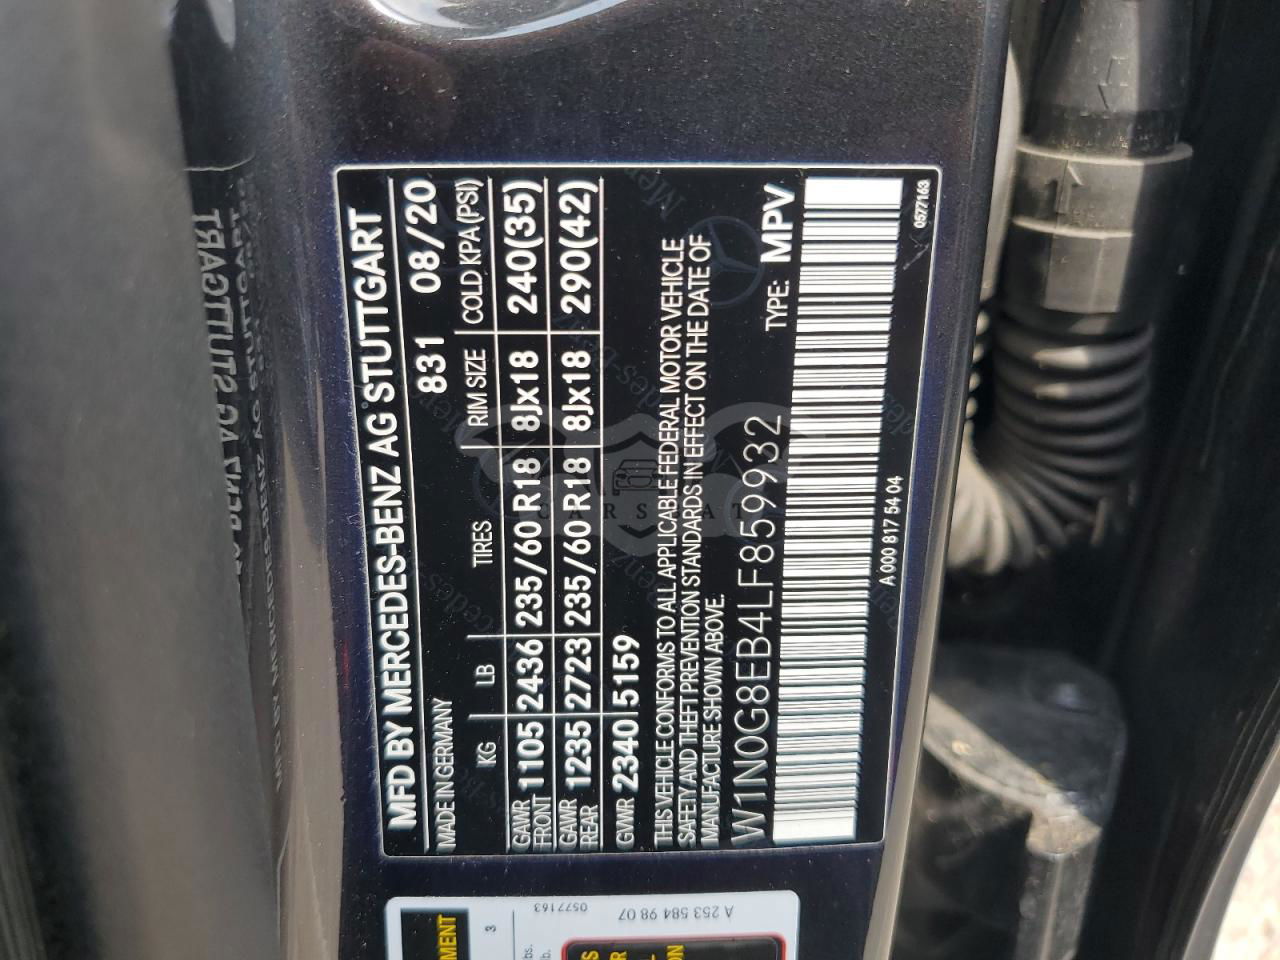 MFD BY MERCEDES-BENZ AG STUTTGART
MADE IN GERMANY 831 08/20
KG LB TIRES RIM SIZE COLD KPA (PSI)
GAWR FRONT 1105 2436 235/60 R18 8Jx18 240(35)
GAWR REAR 1235 2723 235/60 R18 8Jx18 290(42)
GVWR 2340 5159
THIS VEHICLE CONFORMS TO ALL APPLICABLE FEDERAL MOTOR VEHICLE
SAFETY AND THEFT PREVENTION STANDARDS IN EFFECT ON THE DATE OF
MANUFACTURE SHOWN ABOVE.
W1N0G8EB4LF859932 TYPE: MPV
A 000 817 54 04 0577163
A 253 584 98 07
0577163
3